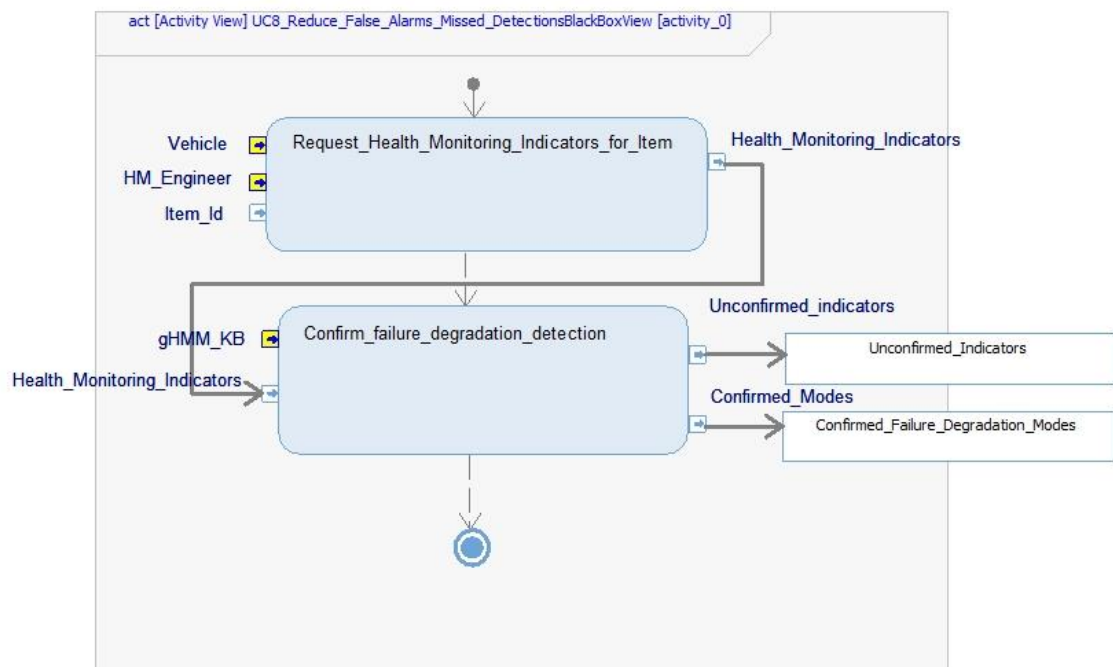 act [Activity View] UC8_Reduce_False_Alarms_Missed_DetectionsBlackBoxView [activity_0]
Vehicle
HM_Engineer
Item_Id
Request_Health_Monitoring_Indicators_for_Item
Health_Monitoring_Indicators
gHMM_KB
Health_Monitoring_Indicators
Confirm_failure_degradation_detection
Unconfirmed_indicators
Unconfirmed_Indicators
Confirmed_Modes
Confirmed_Failure_Degradation_Modes